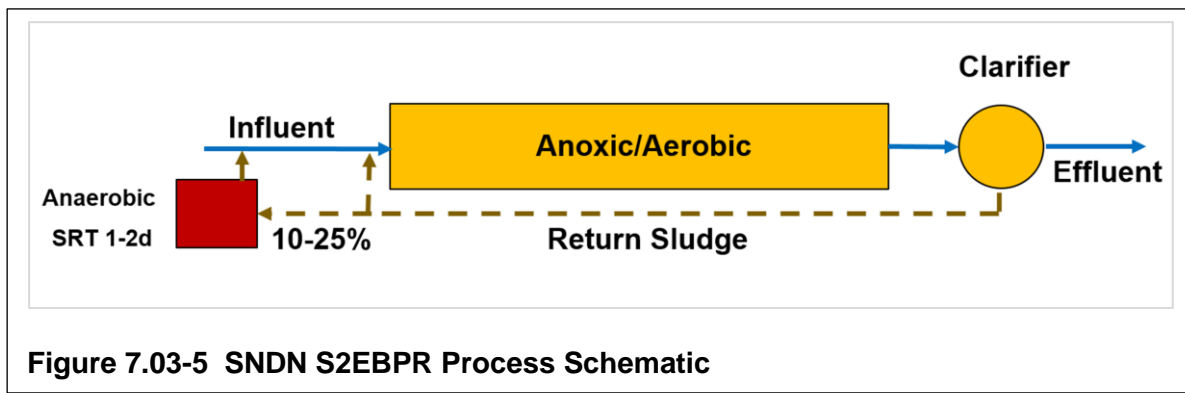 Clarifier
Influent
Anoxic/Aerobic
Effluent
Anaerobic
SRT 1-2d
10-25%
Return Sludge
Figure 7.03-5  SNDN S2EBPR Process Schematic